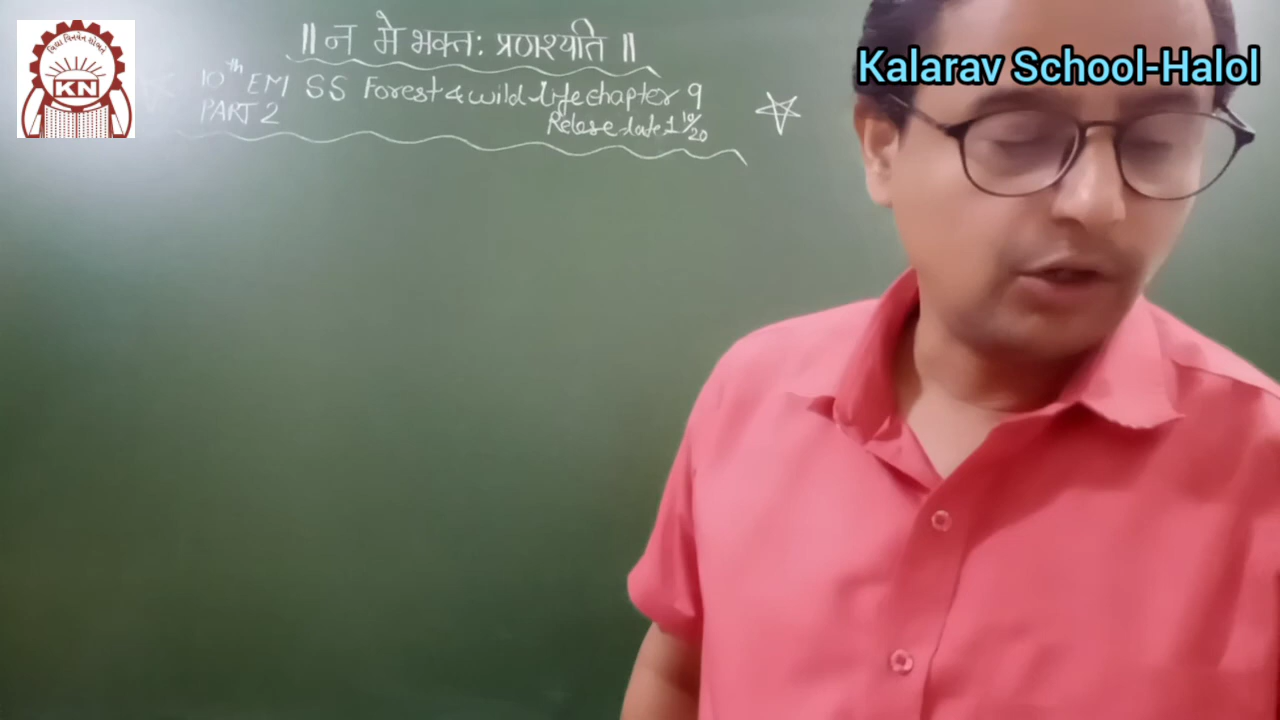 ॥ न मे भक्तः प्रणश्यति ॥
10th EM SS Forest & wild-life chapter 9
PART 2
Relese date 1 10/20
Kalarav School-Halol
KN